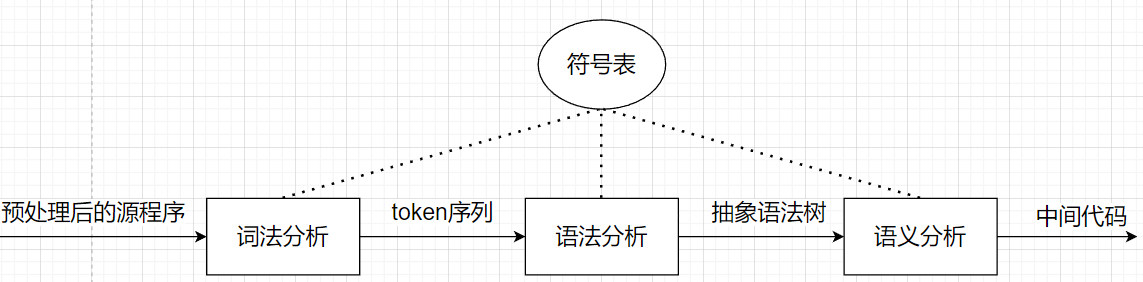 符号表
预处理后的源程序
词法分析
token序列
语法分析
抽象语法树
语义分析
中间代码